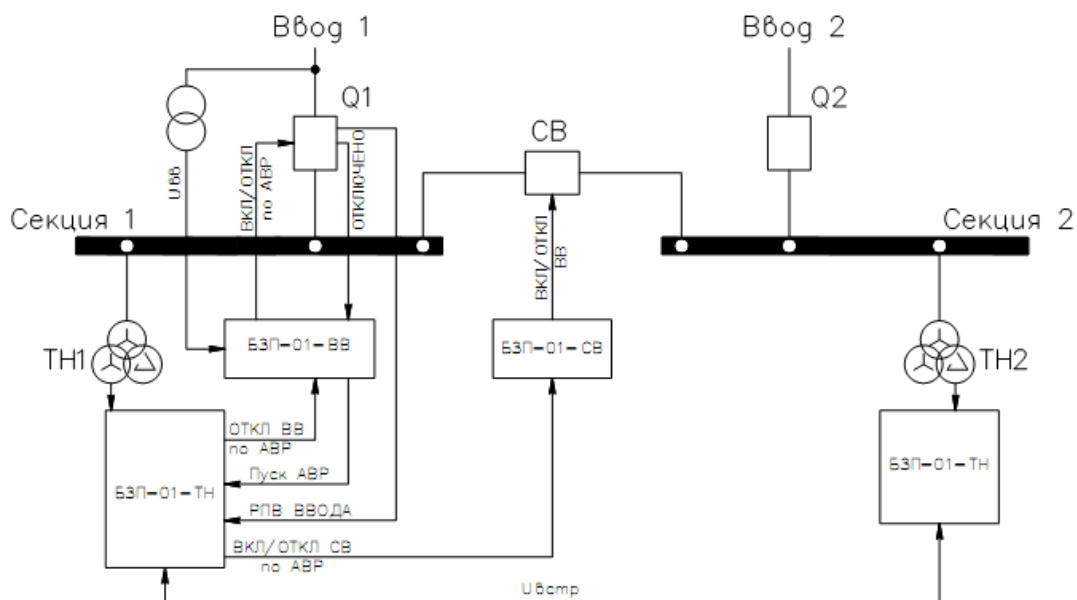 Ввод 1
Ввод 2
Q1
Q2
СВ
Uвв
ВКЛ/ОТКЛ
по АВР
ОТКЛЮЧЕНО
Секция 1
Секция 2
ВКЛ/ОТКЛ
ВВ
БЗП-01-ВВ
БЗП-01-СВ
ТН1
ТН2
ОТКЛ ВВ
по АВР
БЗП-01-ТН
Пуск АВР
БЗП-01-ТН
РПВ ВВОДА
ВКЛ/ОТКЛ СВ
по АВР
Uвстр